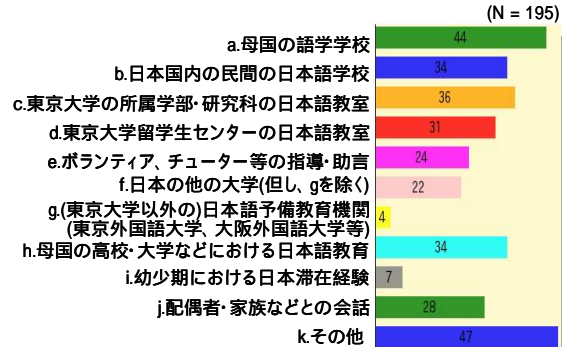 (N = 195)
a.母国の語学学校 44
b.日本国内の民間の日本語学校 34
c.東京大学の所属学部・研究科の日本語教室 36
d.東京大学留学生センターの日本語教室 31
e.ボランティア、チューター等の指導・助言 24
f.日本の他の大学(但し、gを除く) 22
g.(東京大学以外の)日本語予備教育機関 4
(東京外国語大学、大阪外国語大学等)
h.母国の高校・大学などにおける日本語教育 34
i.幼少期における日本滞在経験 7
j.配偶者・家族などとの会話 28
k.その他 47